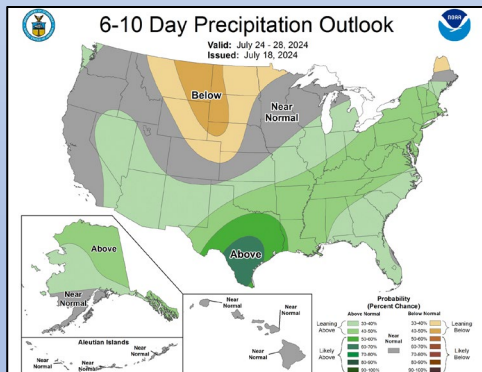 6-10 Day Precipitation Outlook
Valid: July 24 - 28, 2024
Issued: July 18, 2024
NOAA
Below
Near
Normal
Above
Above
Near
Normal
Aleutian Islands
Near
Normal
Near
Normal
Near
Normal
Near
Normal
Near
Normal
Near
Normal
Probability
(Percent Chance)
Above Normal
Below Normal
Leaning
Above
Likely
Above
33-40%
40-50%
50-60%
60-70%
70-80%
80-90%
90-100%
Near
Normal
33-40%
40-50%
50-60%
60-70%
70-80%
80-90%
90-100%
Leaning
Below
Likely
Below